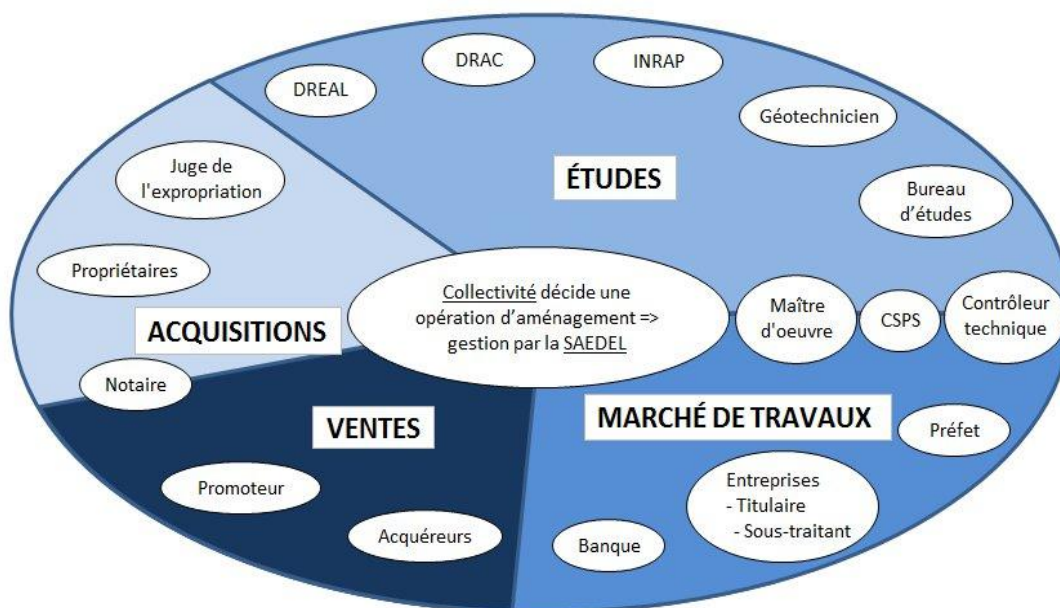 DREAL
DRAC
INRAP
Géotechnicien
Bureau
d’études
ÉTUDES
Juge de
l'expropriation
Propriétaires
ACQUISITIONS
Notaire
Collectivité décide une
opération d’aménagement =>
gestion par la SAEDEL
Maître
d'oeuvre
CSPS
Contrôleur
technique
VENTES
Promoteur
Acquéreurs
MARCHÉ DE TRAVAUX
Préfet
Entreprises
- Titulaire
- Sous-traitant
Banque